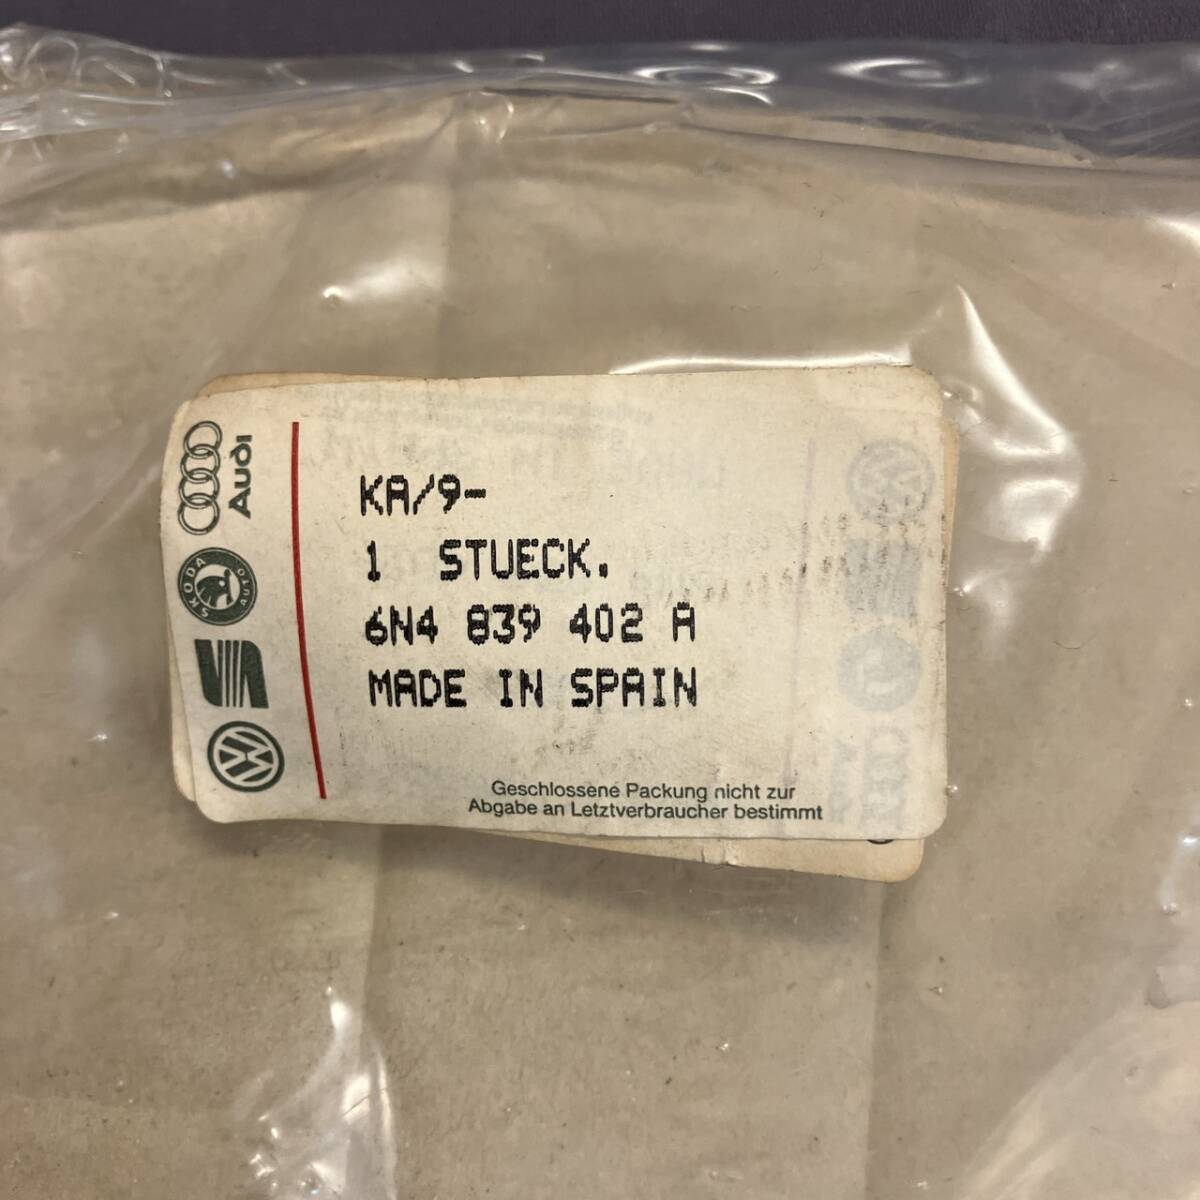 Audi
SKODA AUTO
KA/9-
1 STUECK.
6N4 839 402 A
MADE IN SPAIN
Geschlossene Packung nicht zur
Abgabe an Letztverbraucher bestimmt